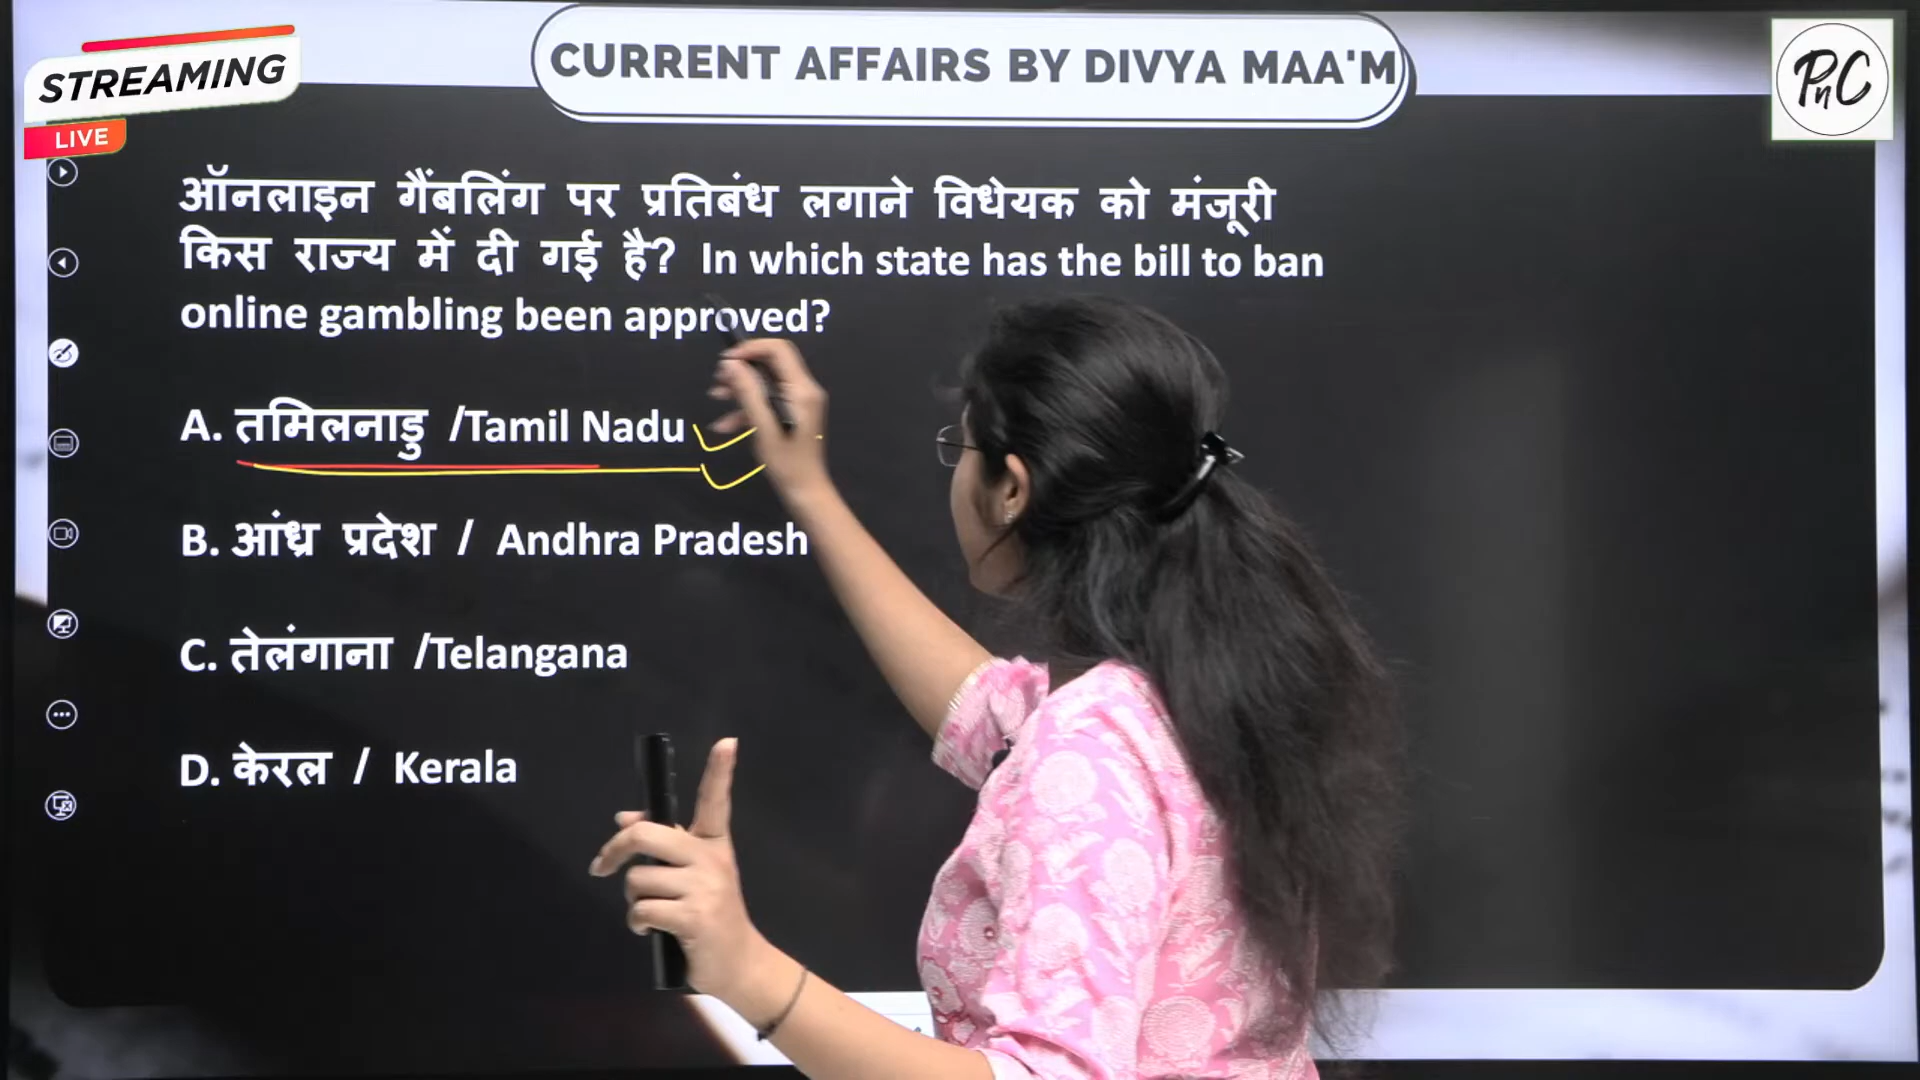 STREAMING
LIVE
CURRENT AFFAIRS BY DIVYA MAA'M
PnC
ऑनलाइन गैंबलिंग पर प्रतिबंध लगाने विधेयक को मंजूरी
किस राज्य में दी गई है? In which state has the bill to ban
online gambling been approved?
A. तमिलनाडु /Tamil Nadu
B. आंध्र प्रदेश / Andhra Pradesh
C. तेलंगाना /Telangana
D. केरल / Kerala